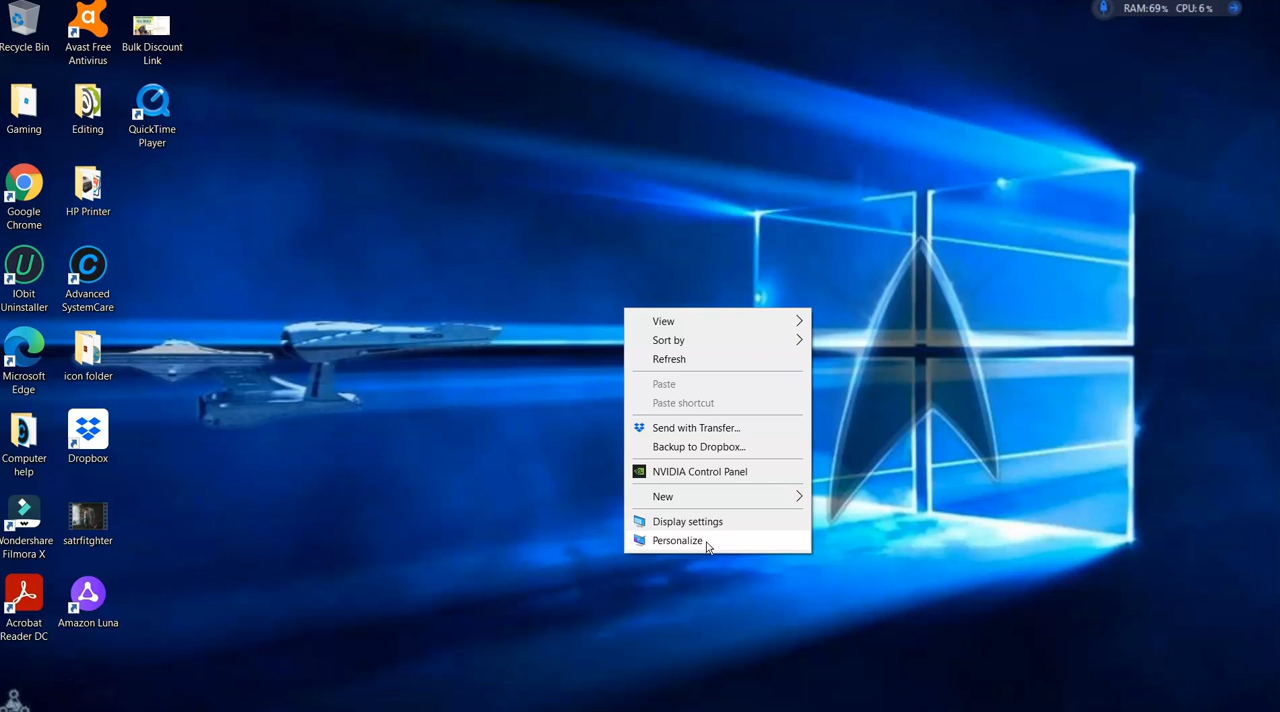 RAM:69% CPU:6%
Recycle Bin
Avast Free
Antivirus
Bulk Discount
Link
Gaming
Editing
QuickTime
Player
Google
Chrome
HP Printer
IObit
Uninstaller
Advanced
SystemCare
Microsoft
Edge
icon folder
Computer
help
Dropbox
Wondershare
Filmora X
satrfitghter
Acrobat
Reader DC
Amazon Luna
View
Sort by
Refresh
Paste
Paste shortcut
Send with Transfer...
Backup to Dropbox...
NVIDIA Control Panel
New
Display settings
Personalize